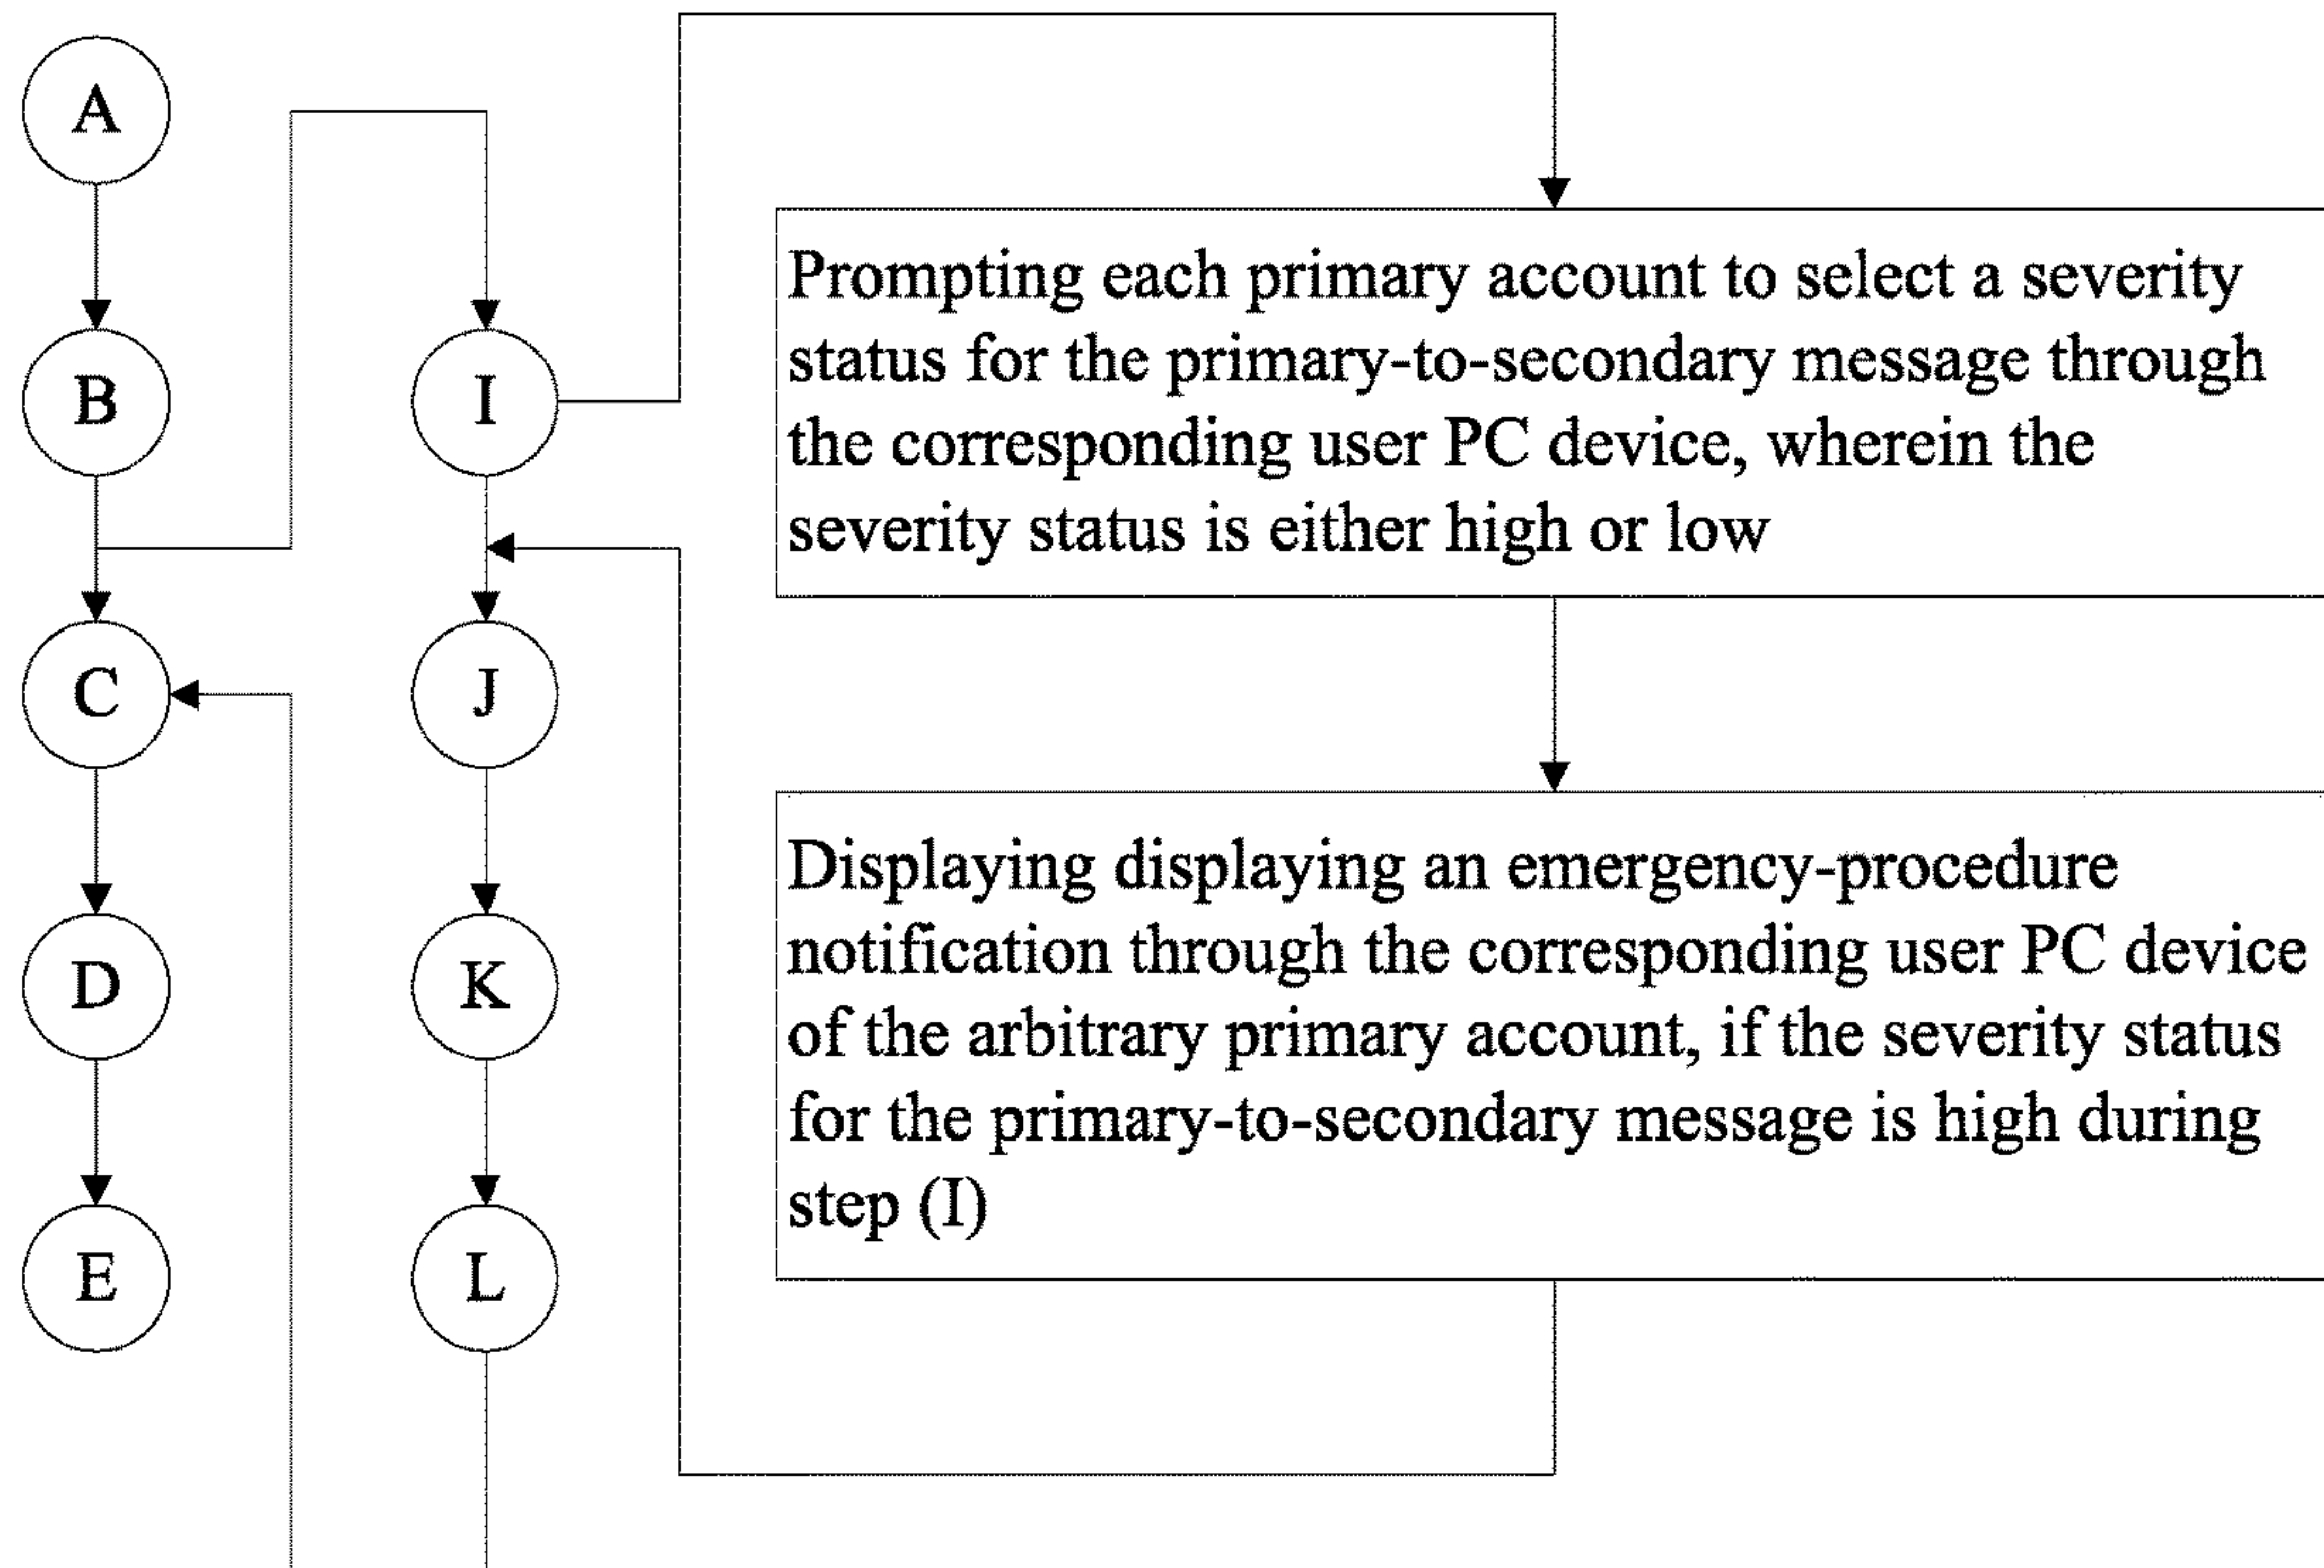 A
B
C
D
E
I
J
K
L
Prompting each primary account to select a severity
status for the primary-to-secondary message through
the corresponding user PC device, wherein the
severity status is either high or low
Displaying displaying an emergency-procedure
notification through the corresponding user PC device
of the arbitrary primary account, if the severity status
for the primary-to-secondary message is high during
step (I)